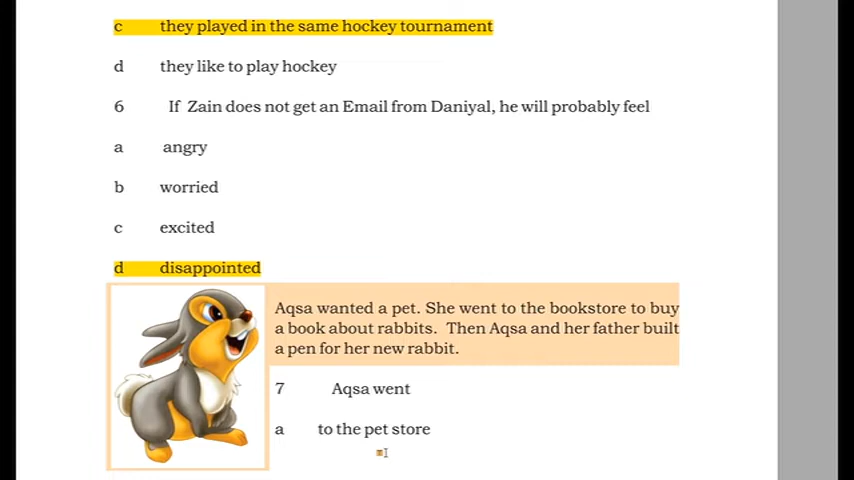 c they played in the same hockey tournament
d they like to play hockey
6 If Zain does not get an Email from Daniyal, he will probably feel
a angry
b worried
c excited
d disappointed
Aqsa wanted a pet. She went to the bookstore to buy
a book about rabbits. Then Aqsa and her father built
a pen for her new rabbit.
7 Aqsa went
a to the pet store